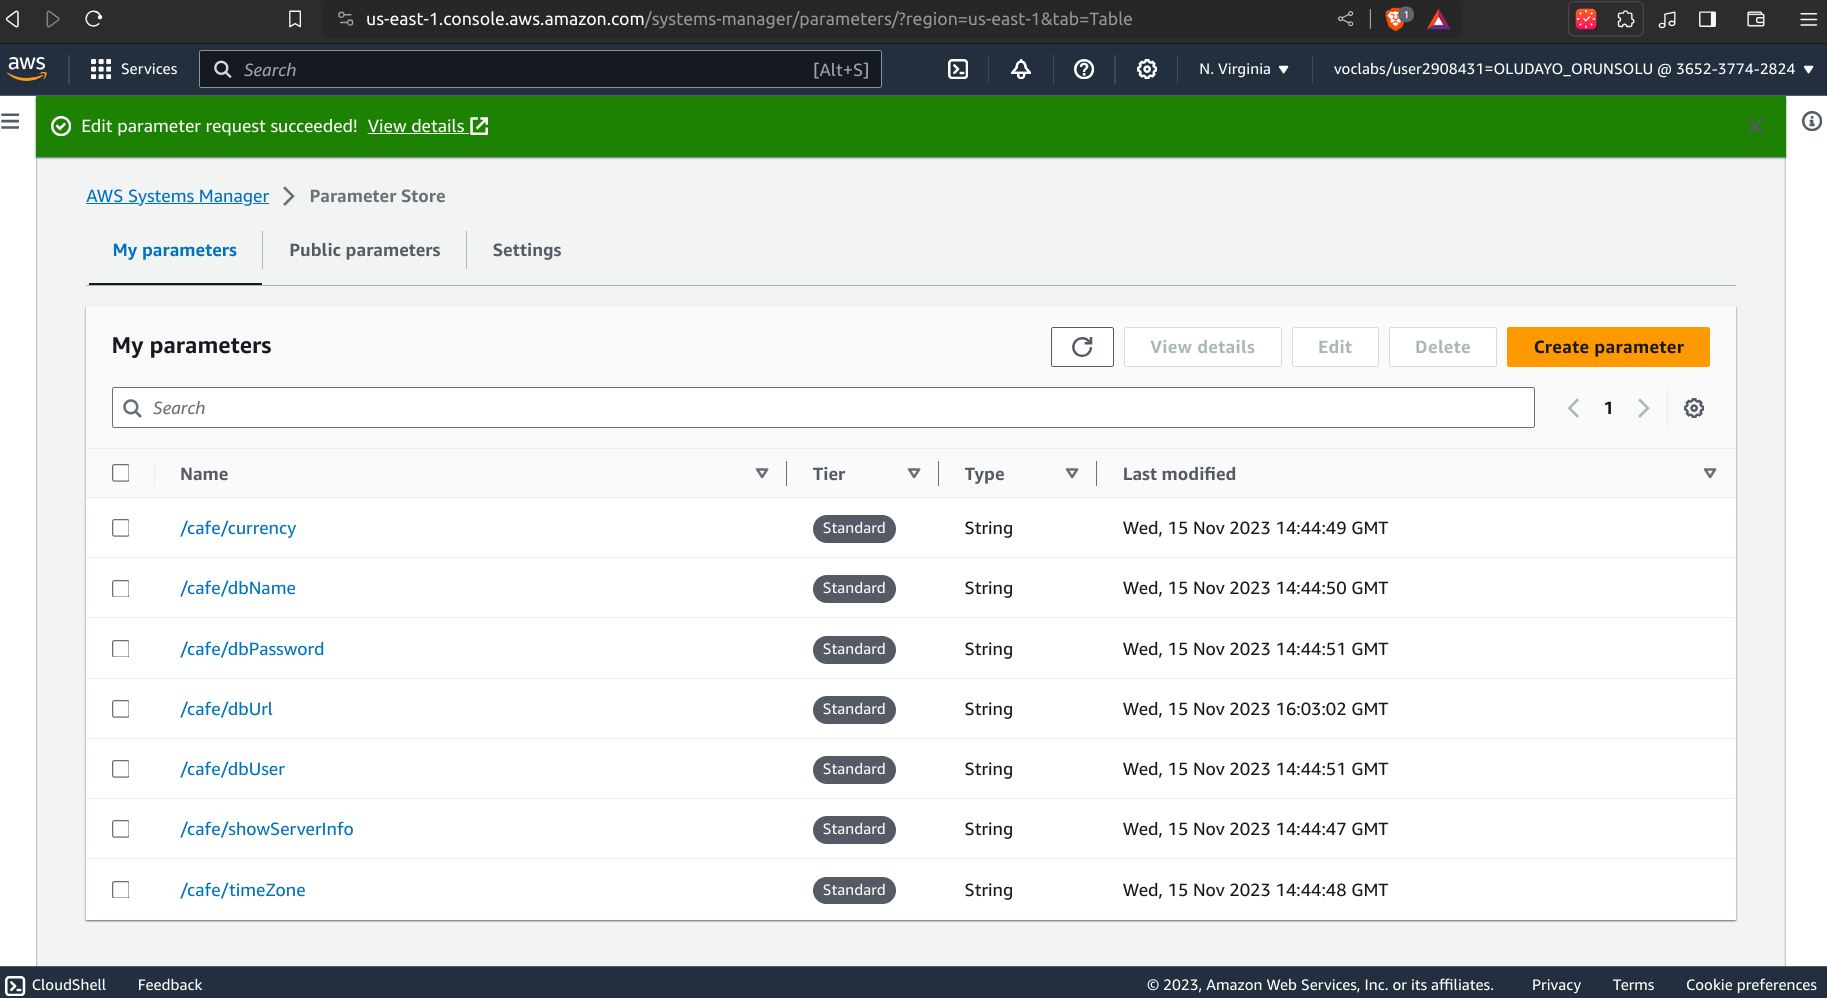 us-east-1.console.aws.amazon.com/systems-manager/parameters/?region=us-east-1&tab=Table
1
aws
Services
Search
[Alt+S]
N. Virginia
voclabs/user2908431=OLUDAYO_ORUNSOLU @ 3652-3774-2824
Edit parameter request succeeded! View details
AWS Systems Manager
Parameter Store
My parameters
Public parameters
Settings
My parameters
View details
Edit
Delete
Create parameter
Search
1
Name
Tier
Type
Last modified
/cafe/currency Standard String Wed, 15 Nov 2023 14:44:49 GMT
/cafe/dbName Standard String Wed, 15 Nov 2023 14:44:50 GMT
/cafe/dbPassword Standard String Wed, 15 Nov 2023 14:44:51 GMT
/cafe/dbUrl Standard String Wed, 15 Nov 2023 16:03:02 GMT
/cafe/dbUser Standard String Wed, 15 Nov 2023 14:44:51 GMT
/cafe/showServerInfo Standard String Wed, 15 Nov 2023 14:44:47 GMT
/cafe/timeZone Standard String Wed, 15 Nov 2023 14:44:48 GMT
CloudShell
Feedback
© 2023, Amazon Web Services, Inc. or its affiliates.
Privacy
Terms
Cookie preferences